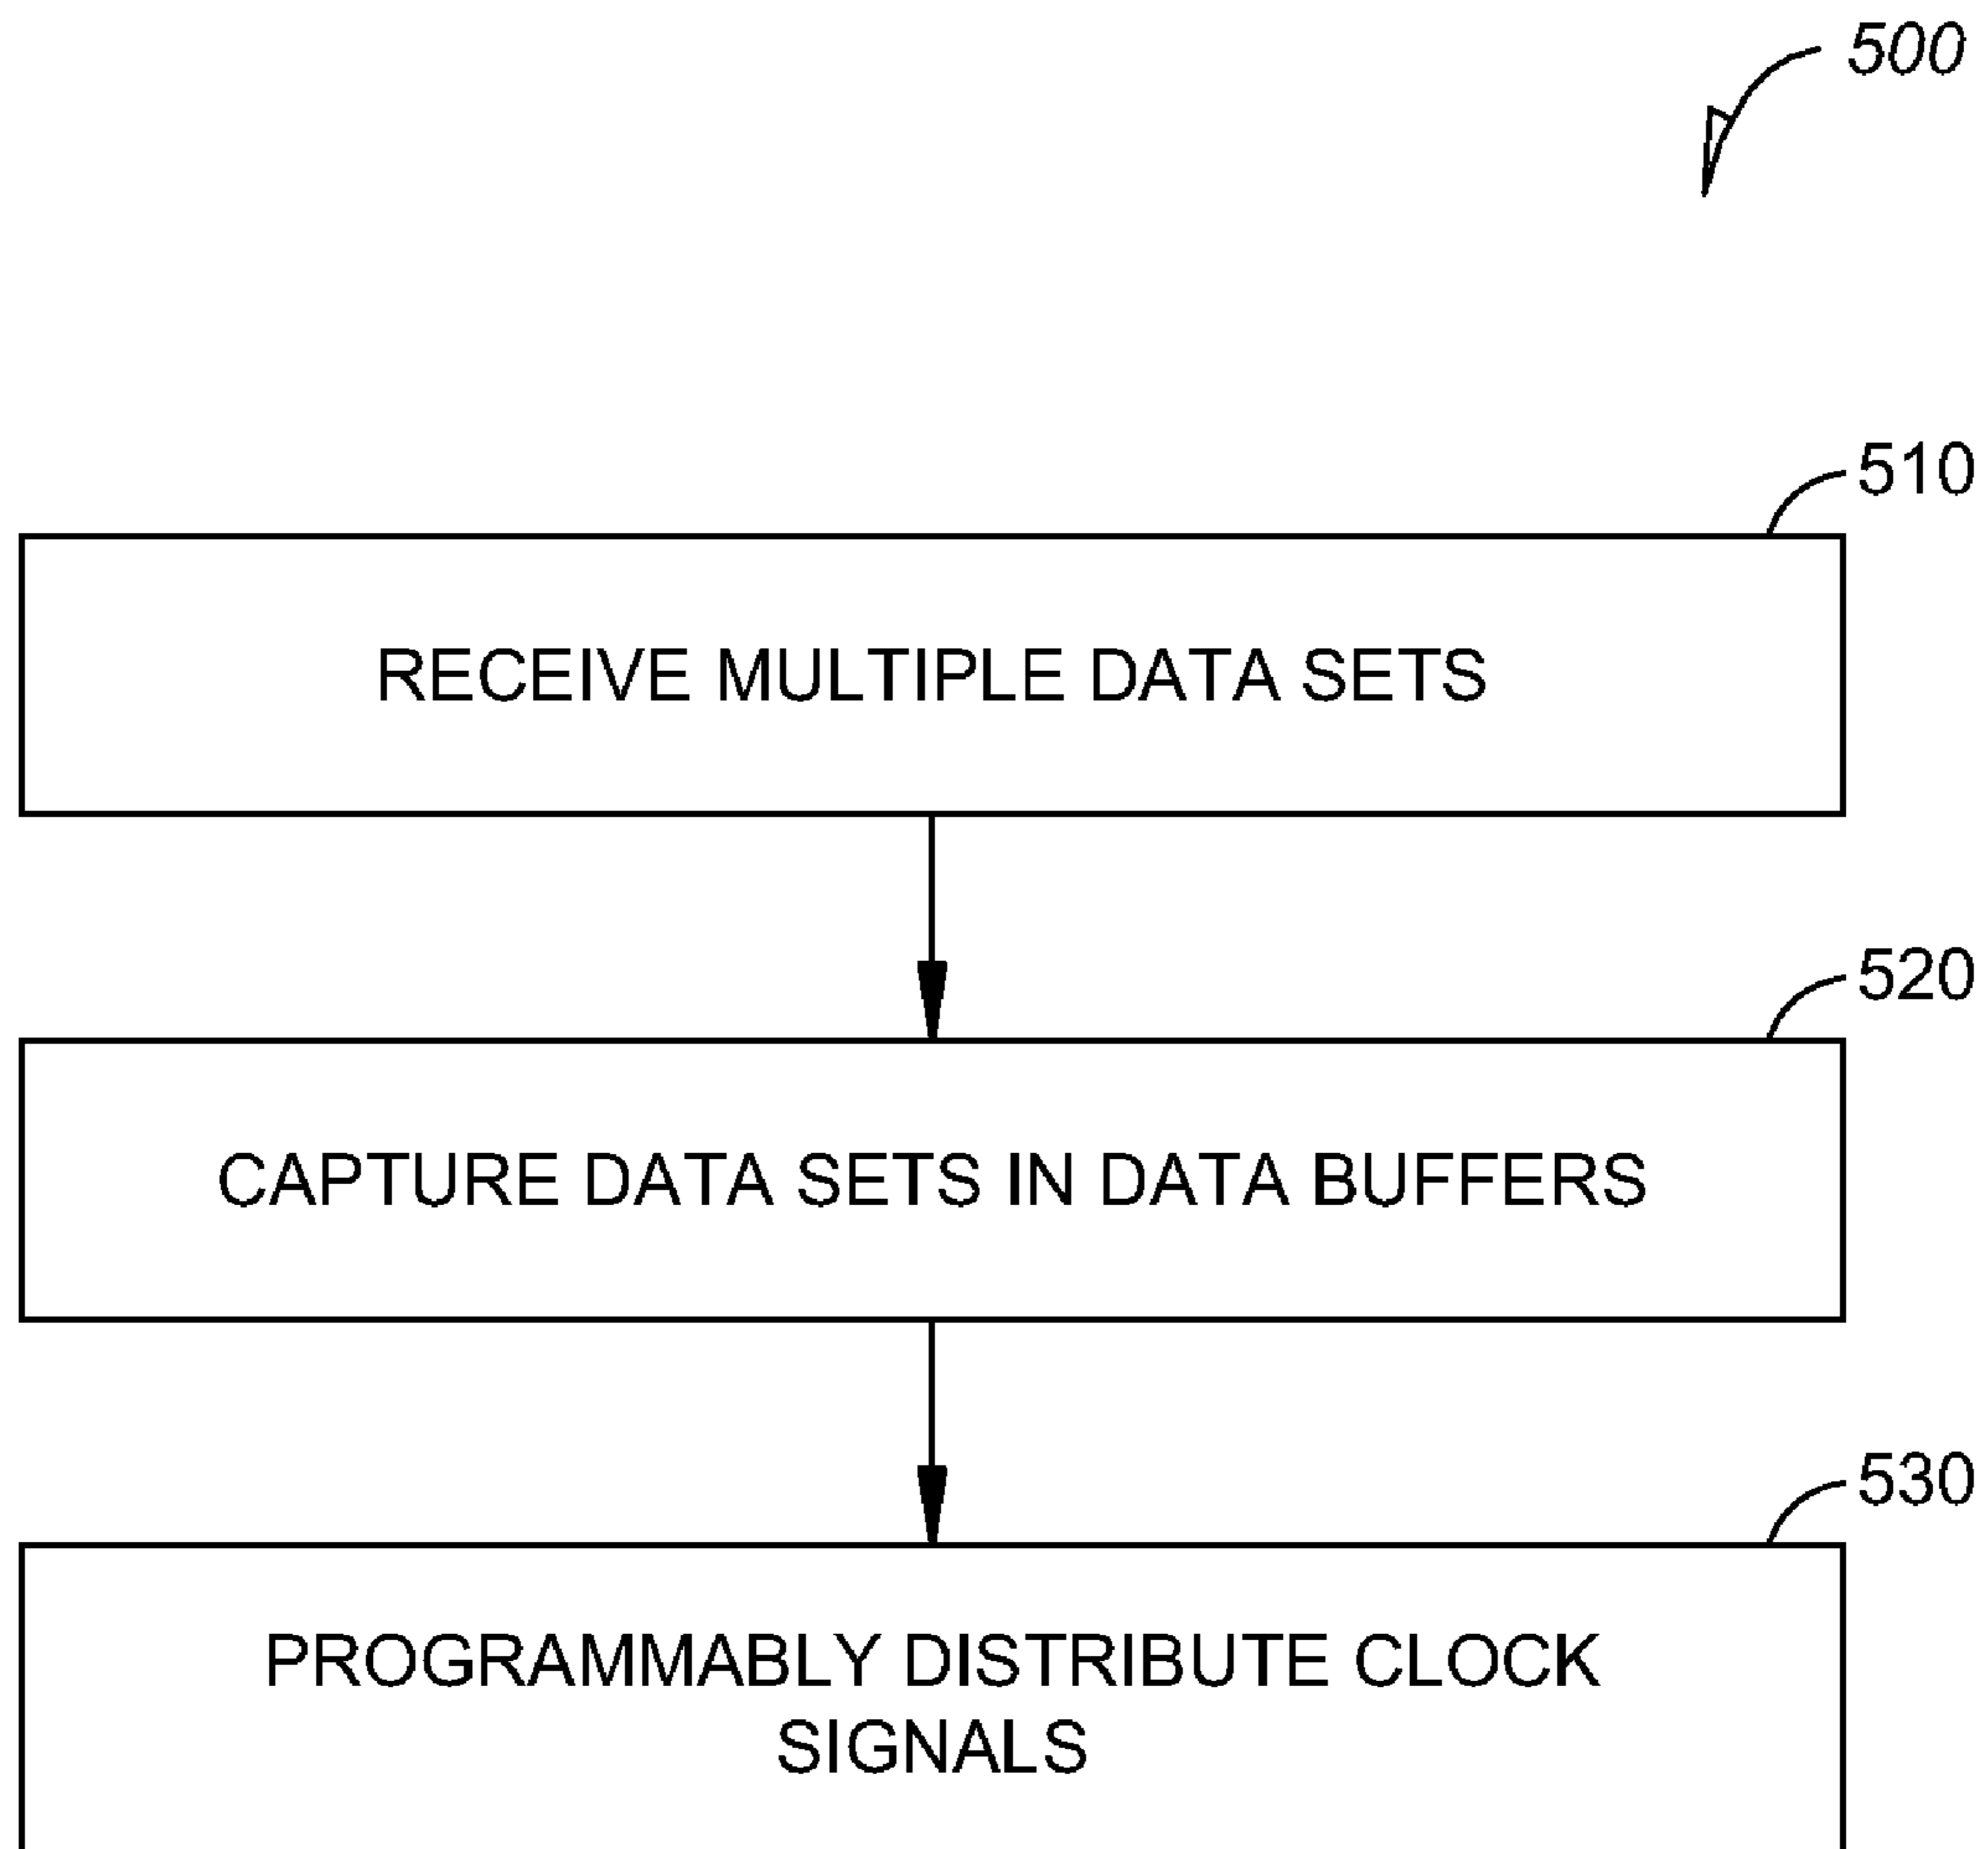 500
510
RECEIVE MULTIPLE DATA SETS
520
CAPTURE DATA SETS IN DATA BUFFERS
530
PROGRAMMABLY DISTRIBUTE CLOCK
SIGNALS